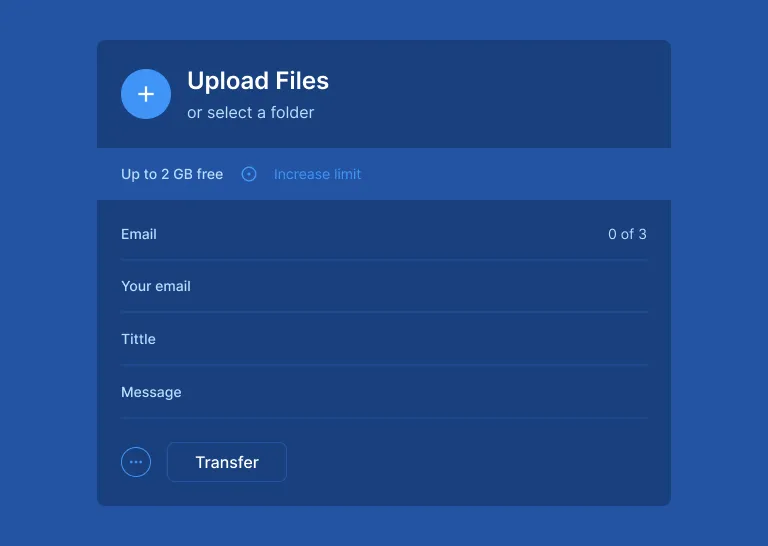 Upload Files
or select a folder
Up to 2 GB free Increase limit
Email 0 of 3
Your email
Tittle
Message
Transfer